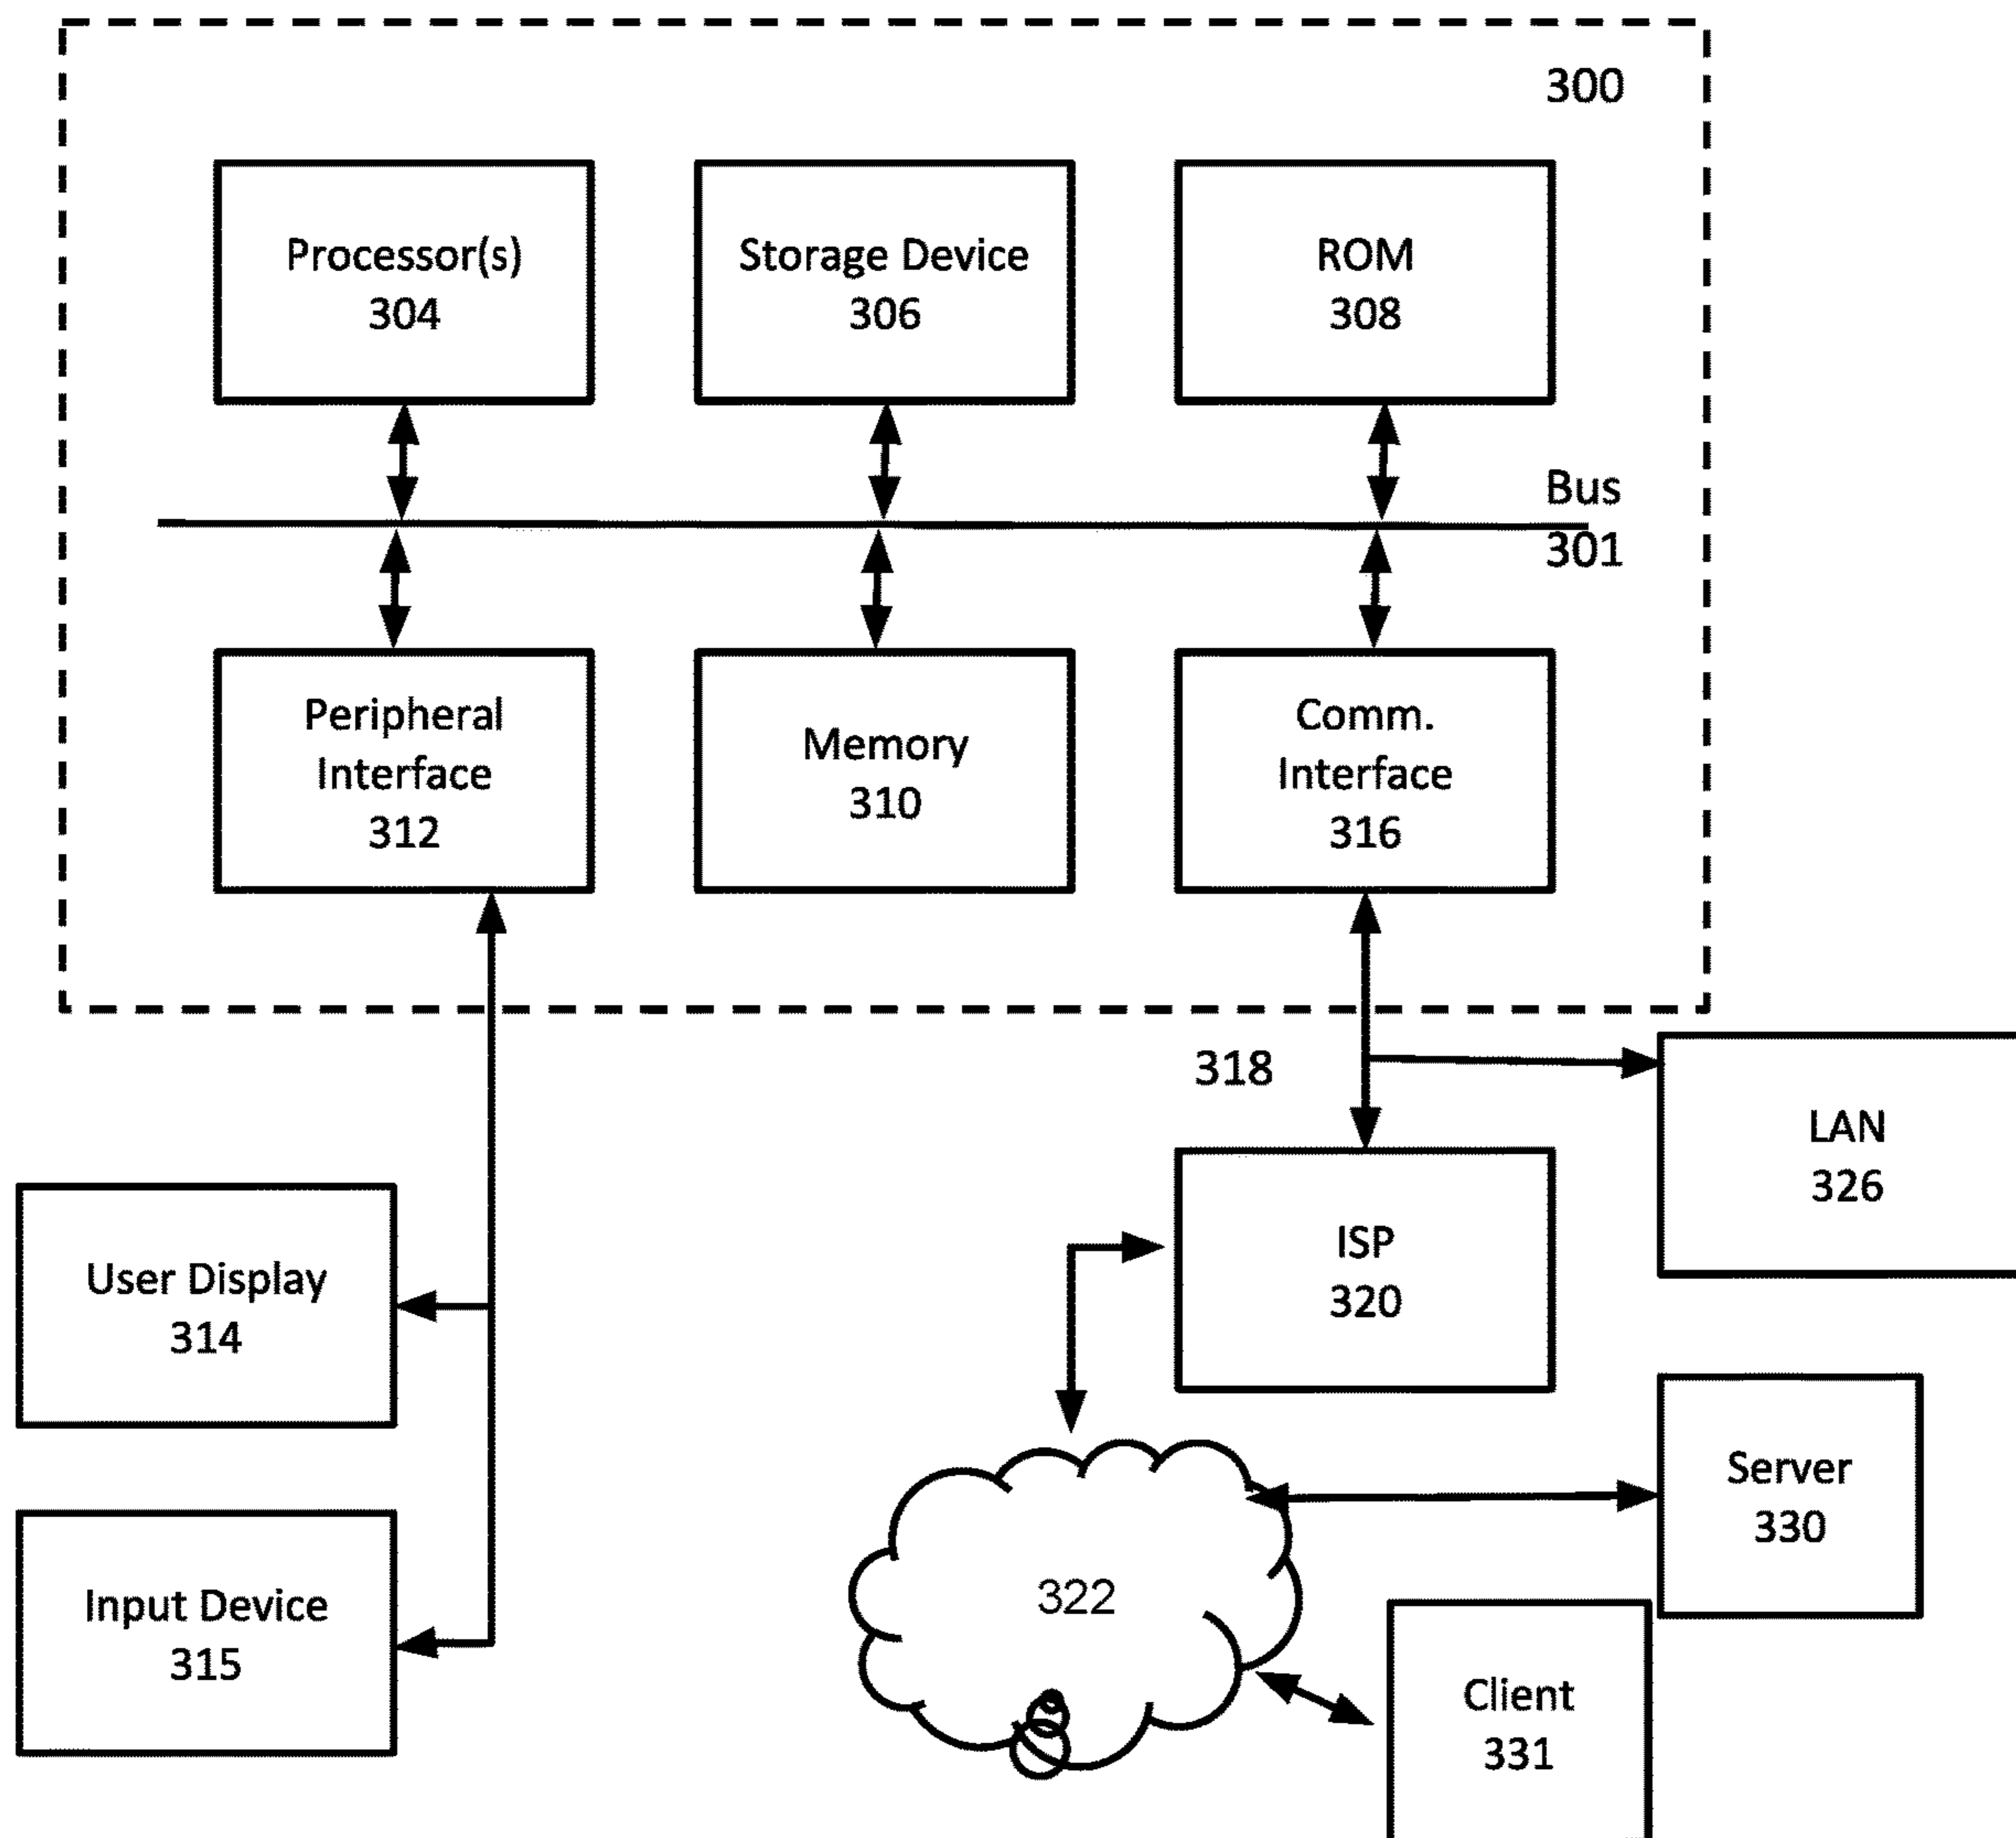 300
Processor(s)
304
Storage Device
306
ROM
308
Bus
301
Peripheral
Interface
312
Memory
310
Comm.
Interface
316
318
LAN
326
User Display
314
ISP
320
Server
330
Input Device
315
322
Client
331